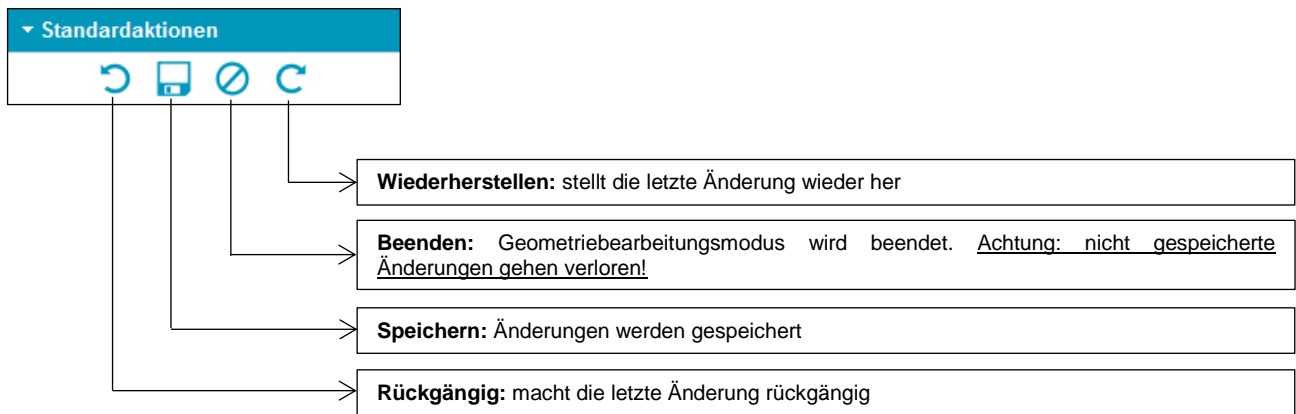 Standardaktionen
Wiederherstellen: stellt die letzte Änderung wieder her
Beenden: Geometriebearbeitungsmodus wird beendet. Achtung: nicht gespeicherte
Änderungen gehen verloren!
Speichern: Änderungen werden gespeichert
Rückgängig: macht die letzte Änderung rückgängig